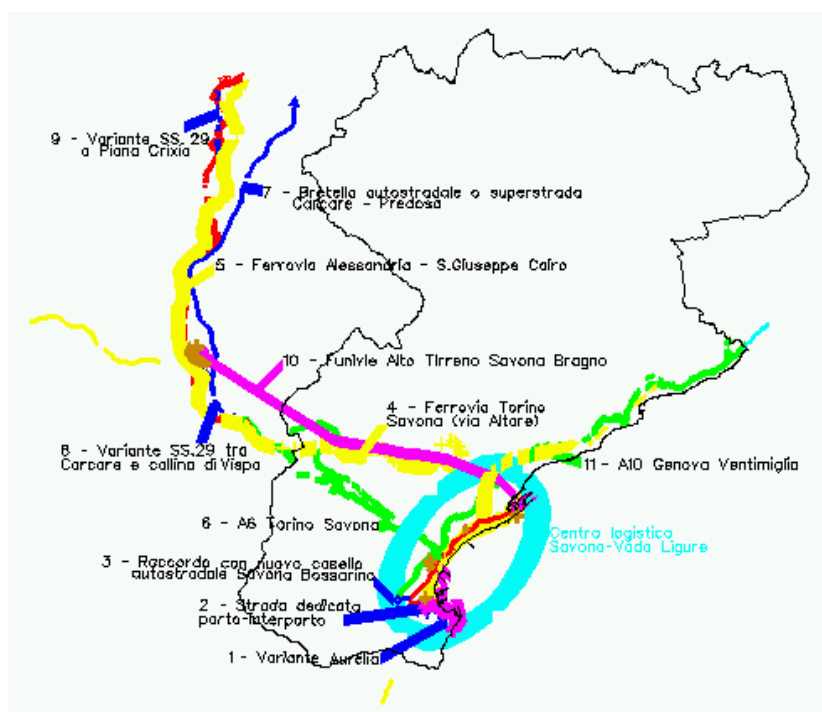 9 - Variante SS. 29
a Piana Crixia
7 - Bretella autostradale o superstrada
Carcare - Predosa
5 - Ferrovia Alessandria - S.Giuseppe Cairo
10 - Funivie Alto Tirreno Savona Bragno
4 - Ferrovia Torino
Savona (via Altare)
8 - Variante SS.29 tra
Carcare e collina di Vispa
11 - A10 Genova Ventimiglia
6 - A6 Torino Savona
Centro logistico
Savona-Vado Ligure
3 - Raccordo con nuovo casello
autostradale Savona Bossarino
2 - Strada dedicata
porto-interporto
1 - Variante Aurelia